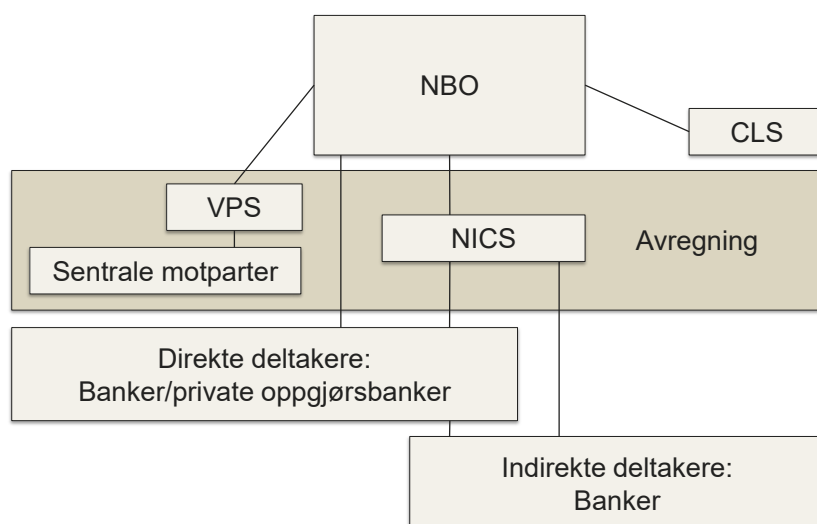 NBO
CLS
VPS
NICS
Avregning
Sentrale motparter
Direkte deltakere:
Banker/private oppgjørsbanker
Indirekte deltakere:
Banker